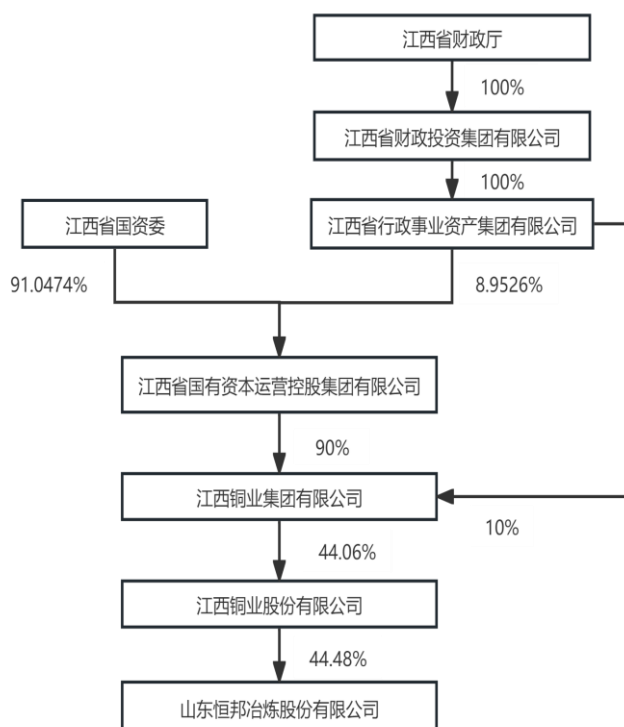 江西省财政厅
100%
江西省财政投资集团有限公司
100%
江西省国资委
江西省行政事业资产集团有限公司
91.0474%
8.9526%
江西省国有资本运营控股集团有限公司
90%
江西铜业集团有限公司
10%
44.06%
江西铜业股份有限公司
44.48%
山东恒邦冶炼股份有限公司